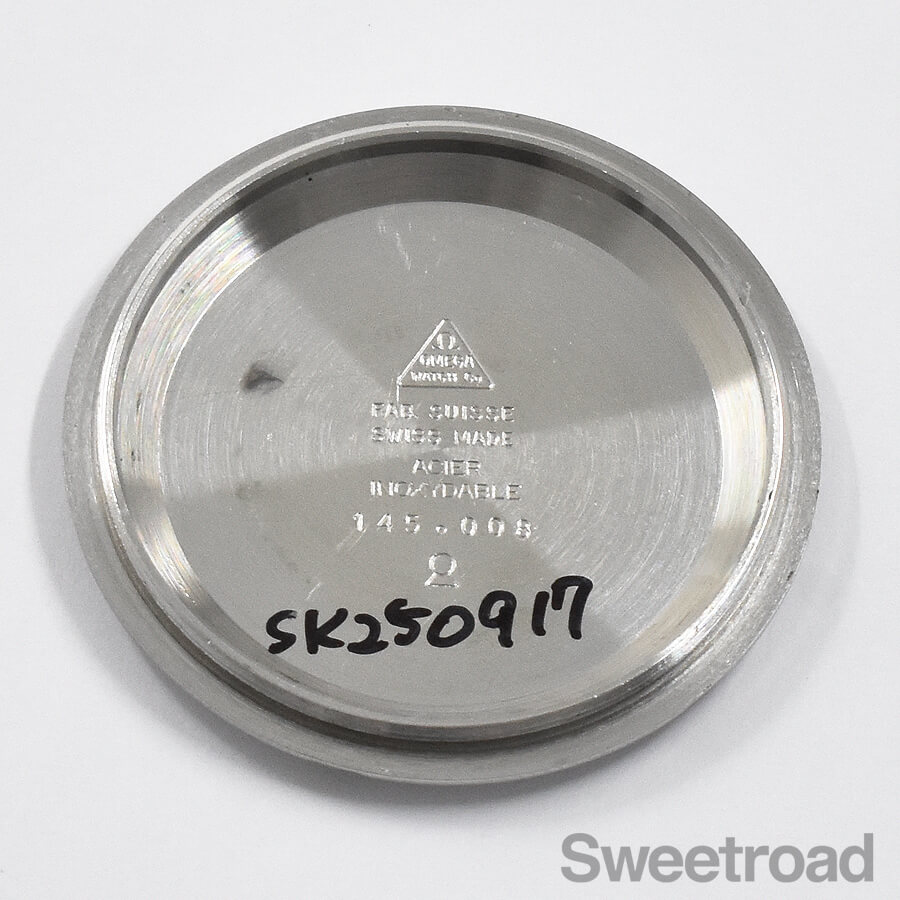 Ω
OMEGA
WATCH Co
FAB. SUISSE
SWISS MADE
ACIER
INOXYDABLE
145.008
SK250917
Sweetroad